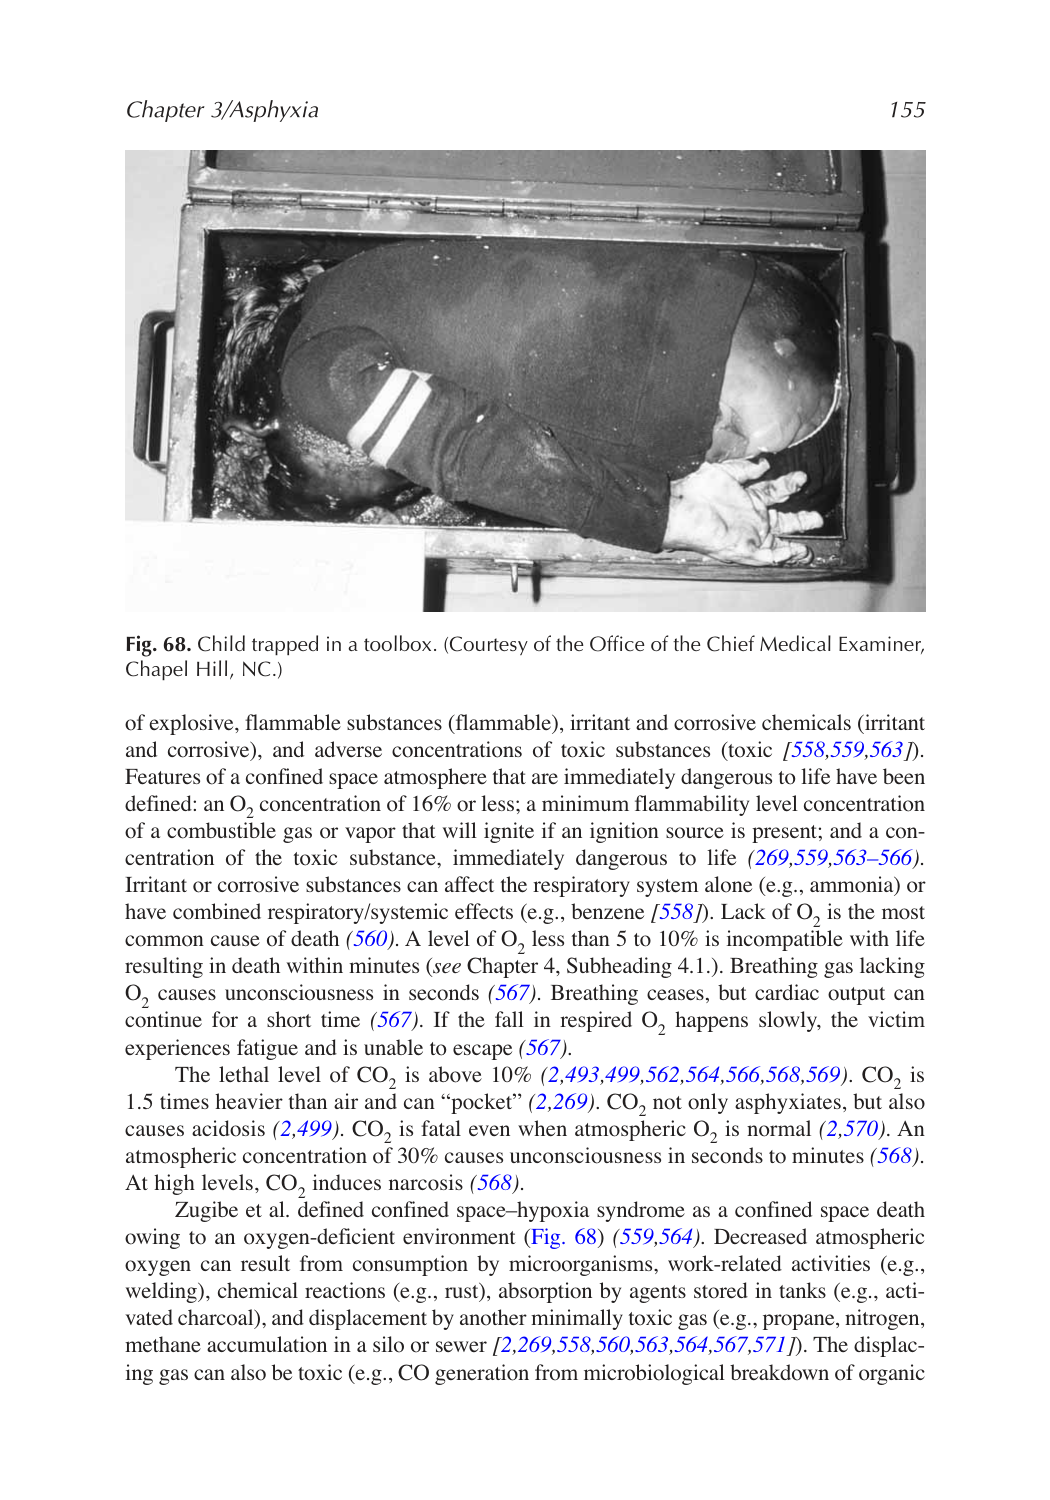 Chapter 3/Asphyxia 155
Fig. 68. Child trapped in a toolbox. (Courtesy of the Office of the Chief Medical Examiner,
Chapel Hill, NC.)
of explosive, flammable substances (flammable), irritant and corrosive chemicals (irritant
and corrosive), and adverse concentrations of toxic substances (toxic [558,559,563]).
Features of a confined space atmosphere that are immediately dangerous to life have been
defined: an O2 concentration of 16% or less; a minimum flammability level concentration
of a combustible gas or vapor that will ignite if an ignition source is present; and a con-
centration of the toxic substance, immediately dangerous to life (269,559,563–566).
Irritant or corrosive substances can affect the respiratory system alone (e.g., ammonia) or
have combined respiratory/systemic effects (e.g., benzene [558]). Lack of O2 is the most
common cause of death (560). A level of O2 less than 5 to 10% is incompatible with life
resulting in death within minutes (see Chapter 4, Subheading 4.1.). Breathing gas lacking
O2 causes unconsciousness in seconds (567). Breathing ceases, but cardiac output can
continue for a short time (567). If the fall in respired O2 happens slowly, the victim
experiences fatigue and is unable to escape (567).
The lethal level of CO2 is above 10% (2,493,499,562,564,566,568,569). CO2 is
1.5 times heavier than air and can “pocket” (2,269). CO2 not only asphyxiates, but also
causes acidosis (2,499). CO2 is fatal even when atmospheric O2 is normal (2,570). An
atmospheric concentration of 30% causes unconsciousness in seconds to minutes (568).
At high levels, CO2 induces narcosis (568).
Zugibe et al. defined confined space–hypoxia syndrome as a confined space death
owing to an oxygen-deficient environment (Fig. 68) (559,564). Decreased atmospheric
oxygen can result from consumption by microorganisms, work-related activities (e.g.,
welding), chemical reactions (e.g., rust), absorption by agents stored in tanks (e.g., acti-
vated charcoal), and displacement by another minimally toxic gas (e.g., propane, nitrogen,
methane accumulation in a silo or sewer [2,269,558,560,563,564,567,571]). The displac-
ing gas can also be toxic (e.g., CO generation from microbiological breakdown of organic